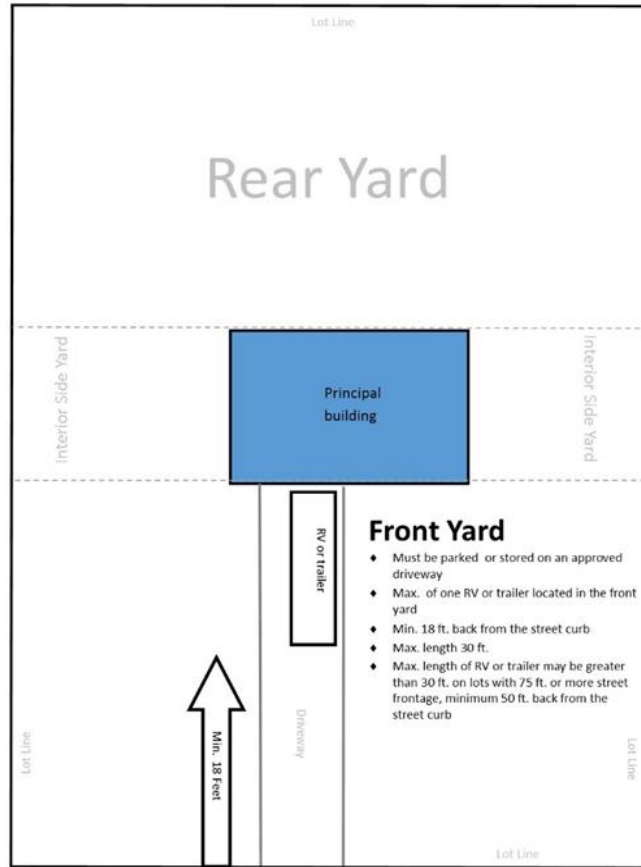 Lot Line
Rear Yard
Interior Side Yard
Principal
building
Interior Side Yard
RV or trailer
Front Yard
♦ Must be parked or stored on an approved
driveway
♦ Max. of one RV or trailer located in the front
yard
♦ Min. 18 ft. back from the street curb
♦ Max. length 30 ft.
♦ Max. length of RV or trailer may be greater
than 30 ft. on lots with 75 ft. or more street
frontage, minimum 50 ft. back from the
street curb
Lot Line
Min. 18 Feet
Driveway
Lot Line
Lot Line